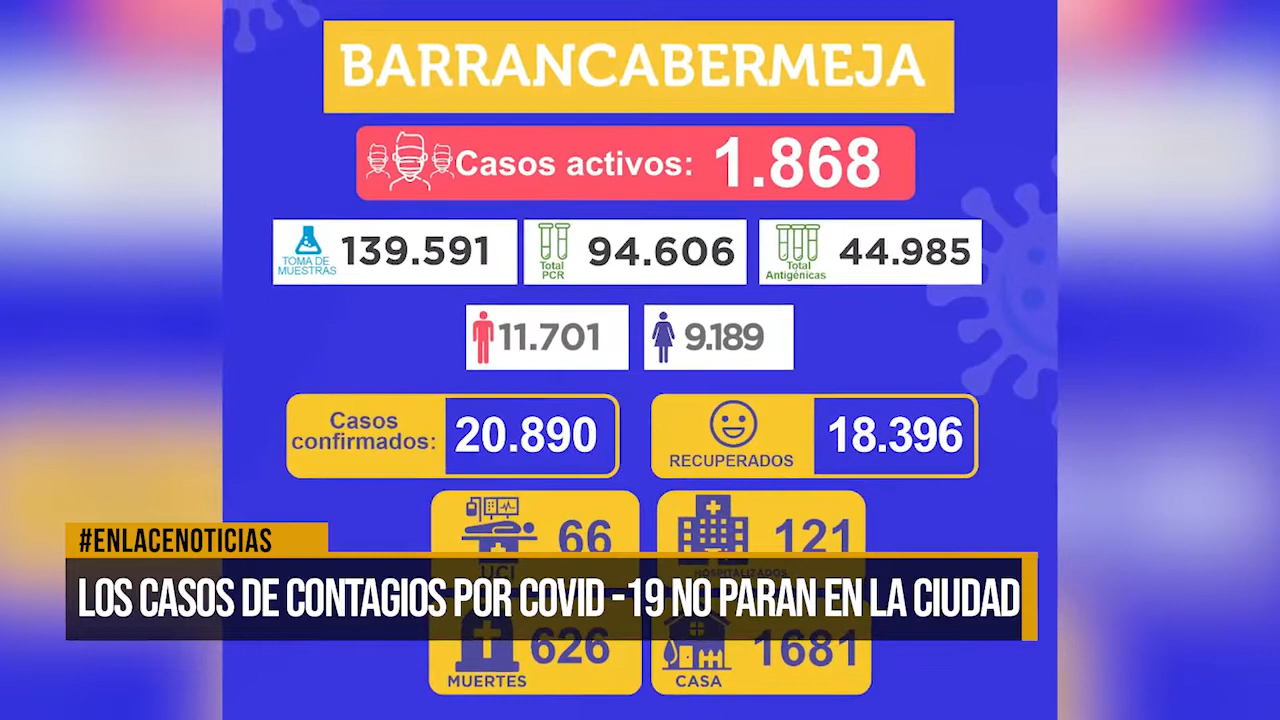 BARRANCABERMEJA
Casos activos: 1.868
TOMA DE
MUESTRAS
139.591
Total
PCR
94.606
Total
Antigénicas
44.985
11.701
9.189
Casos
confirmados:
20.890
RECUPERADOS
18.396
66
UCI
121
HOSPITALIZADOS
#ENLACENOTICIAS
LOS CASOS DE CONTAGIOS POR COVID -19 NO PARAN EN LA CIUDAD
626
MUERTES
1681
CASA